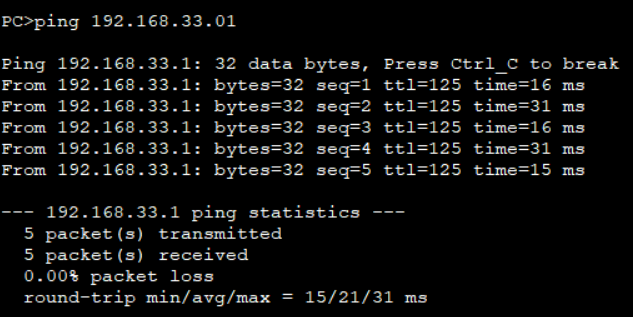 PC>ping 192.168.33.01
Ping 192.168.33.1: 32 data bytes, Press Ctrl_C to break
From 192.168.33.1: bytes=32 seq=1 ttl=125 time=16 ms
From 192.168.33.1: bytes=32 seq=2 ttl=125 time=31 ms
From 192.168.33.1: bytes=32 seq=3 ttl=125 time=16 ms
From 192.168.33.1: bytes=32 seq=4 ttl=125 time=31 ms
From 192.168.33.1: bytes=32 seq=5 ttl=125 time=15 ms
--- 192.168.33.1 ping statistics ---
5 packet(s) transmitted
5 packet(s) received
0.00% packet loss
round-trip min/avg/max = 15/21/31 ms